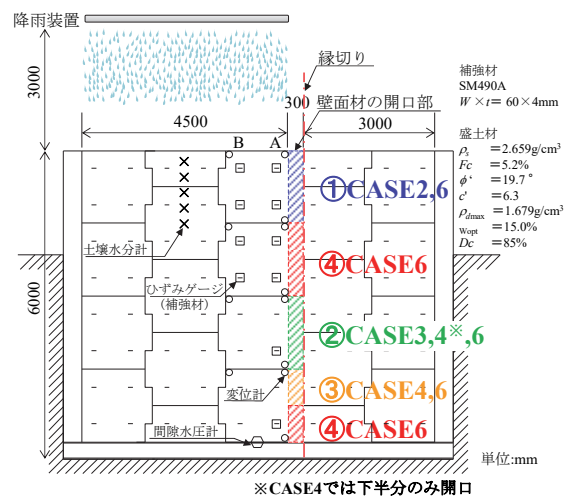 降雨装置
縁切り
3000
300
壁面材の開口部
4500
3000
補強材
SM490A
W×t= 60×4mm
盛土材
ρs =2.659g/cm³
Fc =5.2%
ϕ‘ =19.7°
c' =6.3
ρdmax =1.679g/cm³
wopt =15.0%
Dc =85%
B
A
①CASE2,6
土壌水分計
④CASE6
ひずみゲージ
(補強材)
6000
②CASE3,4※,6
変位計
③CASE4,6
間隙水圧計
④CASE6
単位:mm
※CASE4では下半分のみ開口